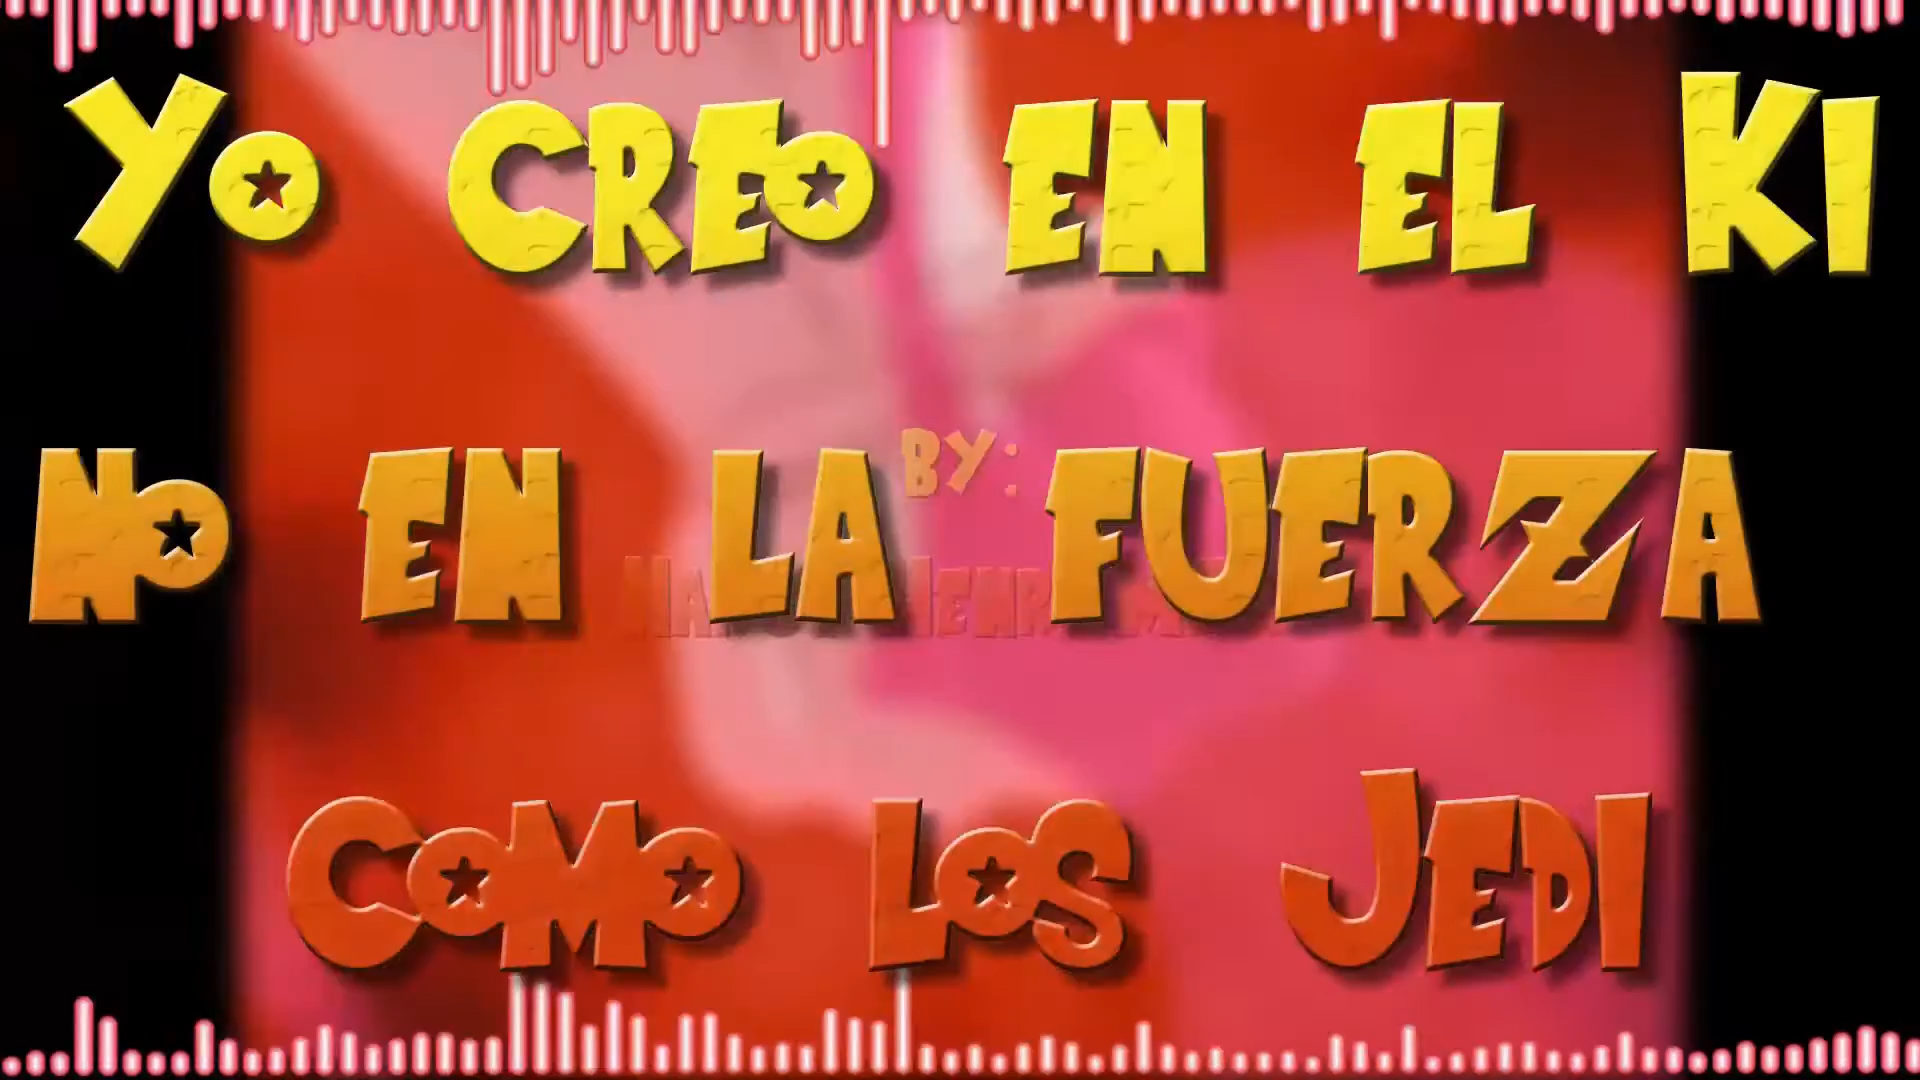 Yo CREo EN EL KI
BY:
No EN LA FUERZA
CoMo LoS JEDI